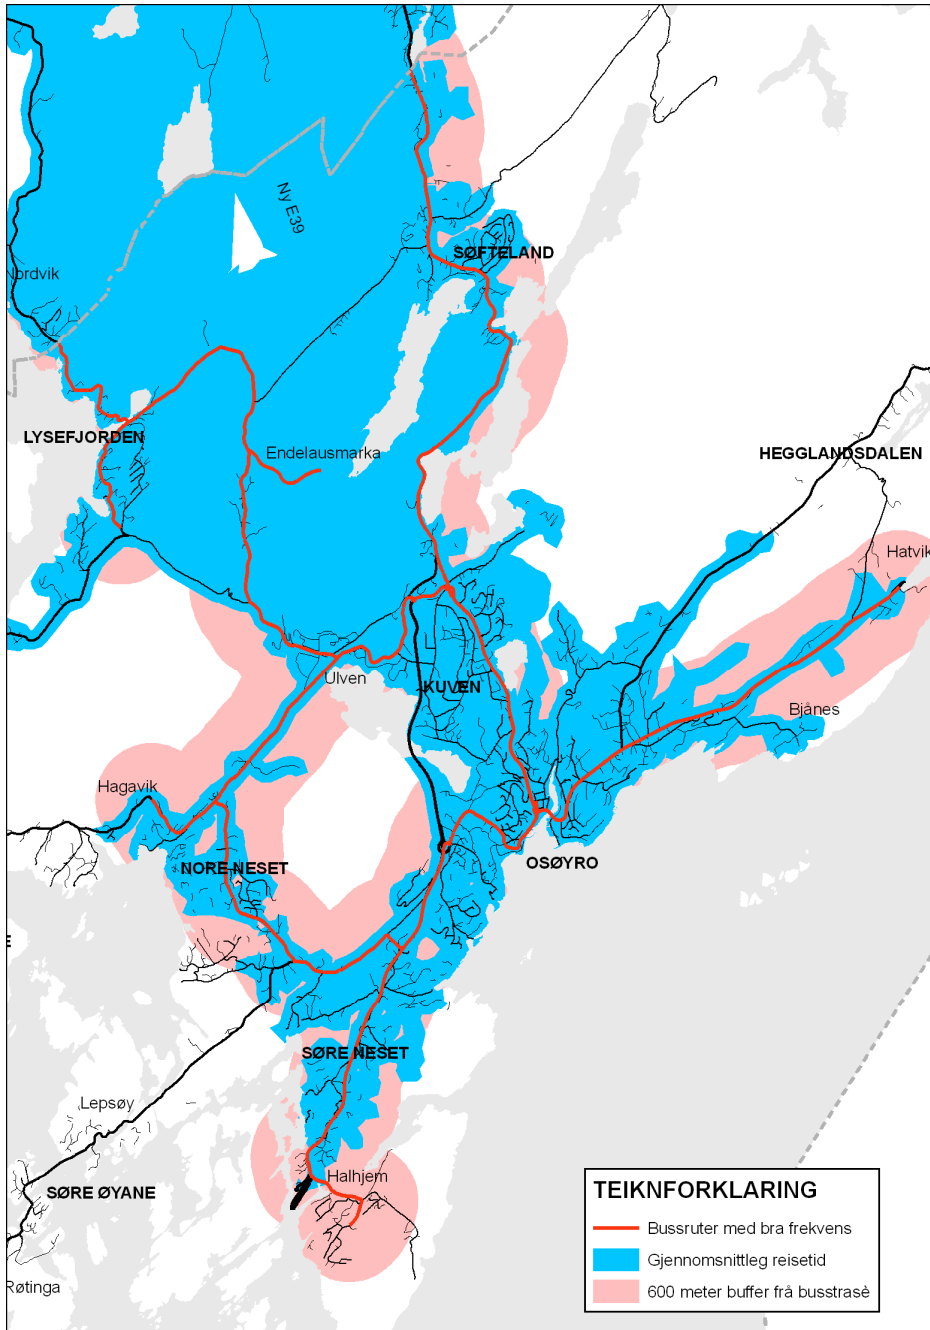 Ny E39
SØFTELAND
Nordvik
LYSEFJORDEN
Endelausmarka
HEGGLANDSDALEN
Hatvik
Ulven
KUVEN
Bjånes
Hagavik
NORE NESET
OSØYRO
E
SØRE NESET
Lepsøy
Halhjem
SØRE ØYANE
Røtinga
TEIKNFORKLARING
Bussruter med bra frekvens
Gjennomsnittleg reisetid
600 meter buffer frå busstrasè